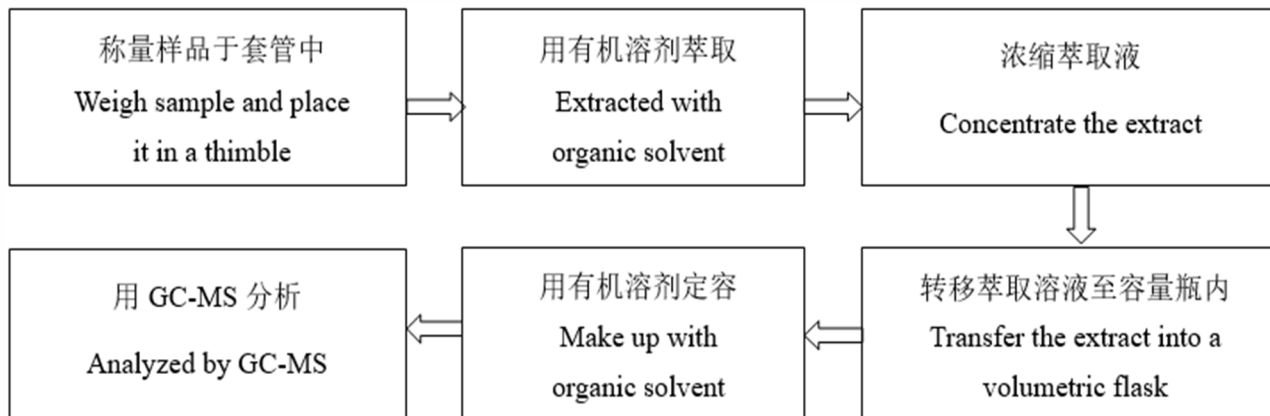 称量样品于套管中
Weigh sample and place
it in a thimble
用有机溶剂萃取
Extracted with
organic solvent
浓缩萃取液
Concentrate the extract
转移萃取溶液至容量瓶内
Transfer the extract into a
volumetric flask
用有机溶剂定容
Make up with
organic solvent
用 GC-MS 分析
Analyzed by GC-MS